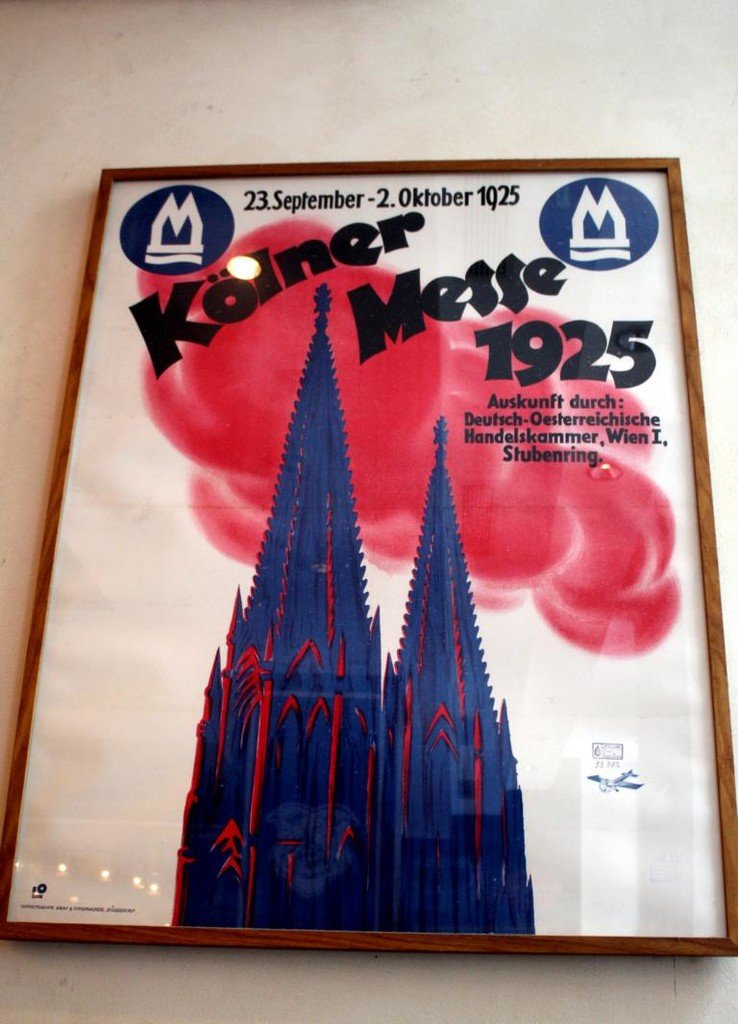 23. September - 2. Oktober 1925
Kölner
Messe
1925
Auskunft durch:
Deutsch-Oesterreichische
Handelskammer, Wien I,
Stubenring.